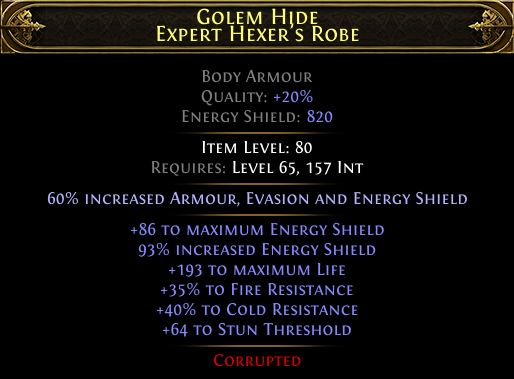 Golem Hide
Expert Hexer's Robe
Body Armour
Quality: +20%
Energy Shield: 820
Item Level: 80
Requires: Level 65, 157 Int
60% increased Armour, Evasion and Energy Shield
+86 to maximum Energy Shield
93% increased Energy Shield
+193 to maximum Life
+35% to Fire Resistance
+40% to Cold Resistance
+64 to Stun Threshold
Corrupted